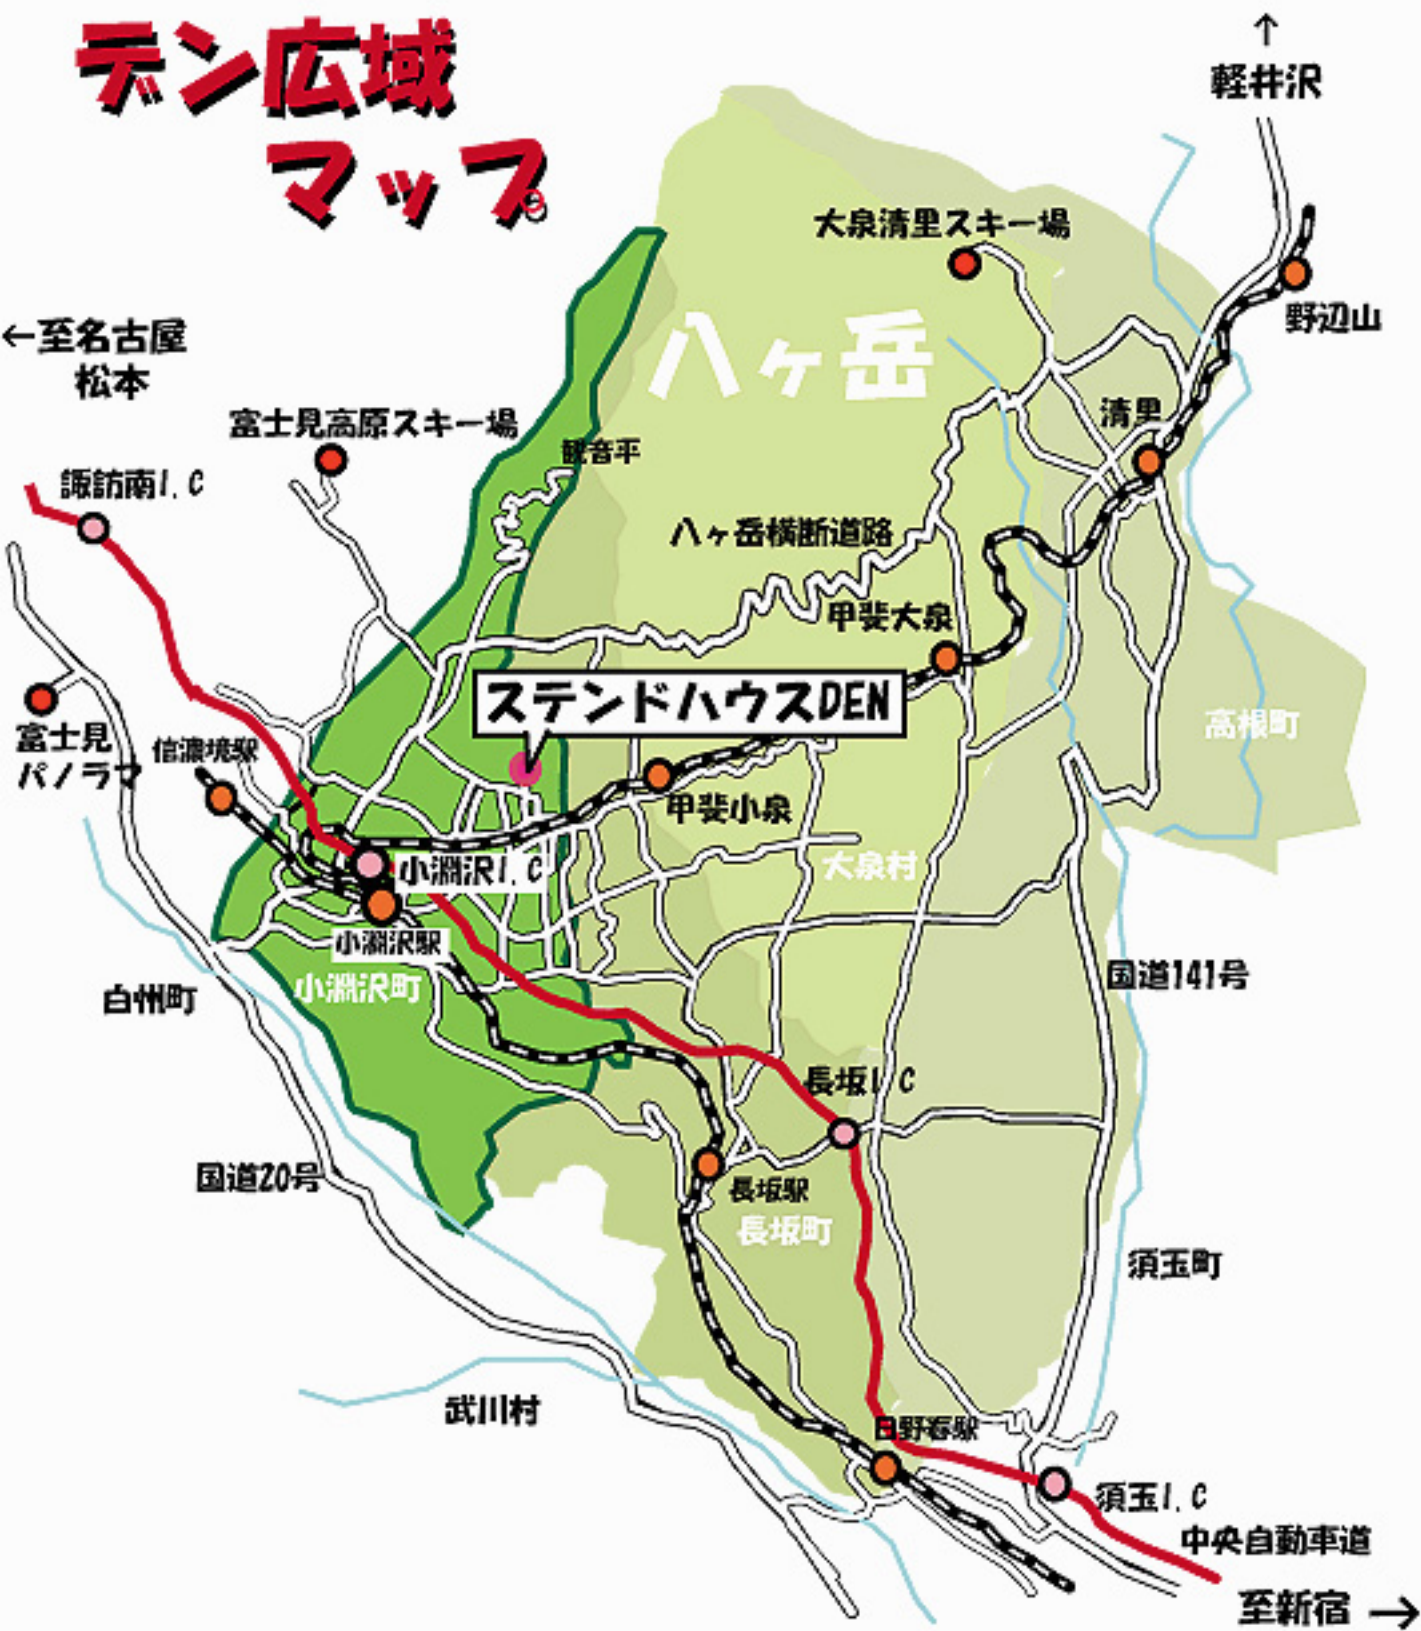 デン広域
マップ
↑
軽井沢
大泉清里スキー場
野辺山
←至名古屋
松本
八ヶ岳
富士見高原スキー場
清里
観音平
諏訪南I.C
八ヶ岳横断道路
甲斐大泉
ステンドハウスDEN
高根町
富士見
パノラマ
信濃境駅
甲斐小泉
大泉村
小淵沢I.C
小淵沢駅
小淵沢町
白州町
国道141号
長坂I.C
国道20号
長坂駅
長坂町
須玉町
武川村
日野春駅
須玉I.C
中央自動車道
至新宿→